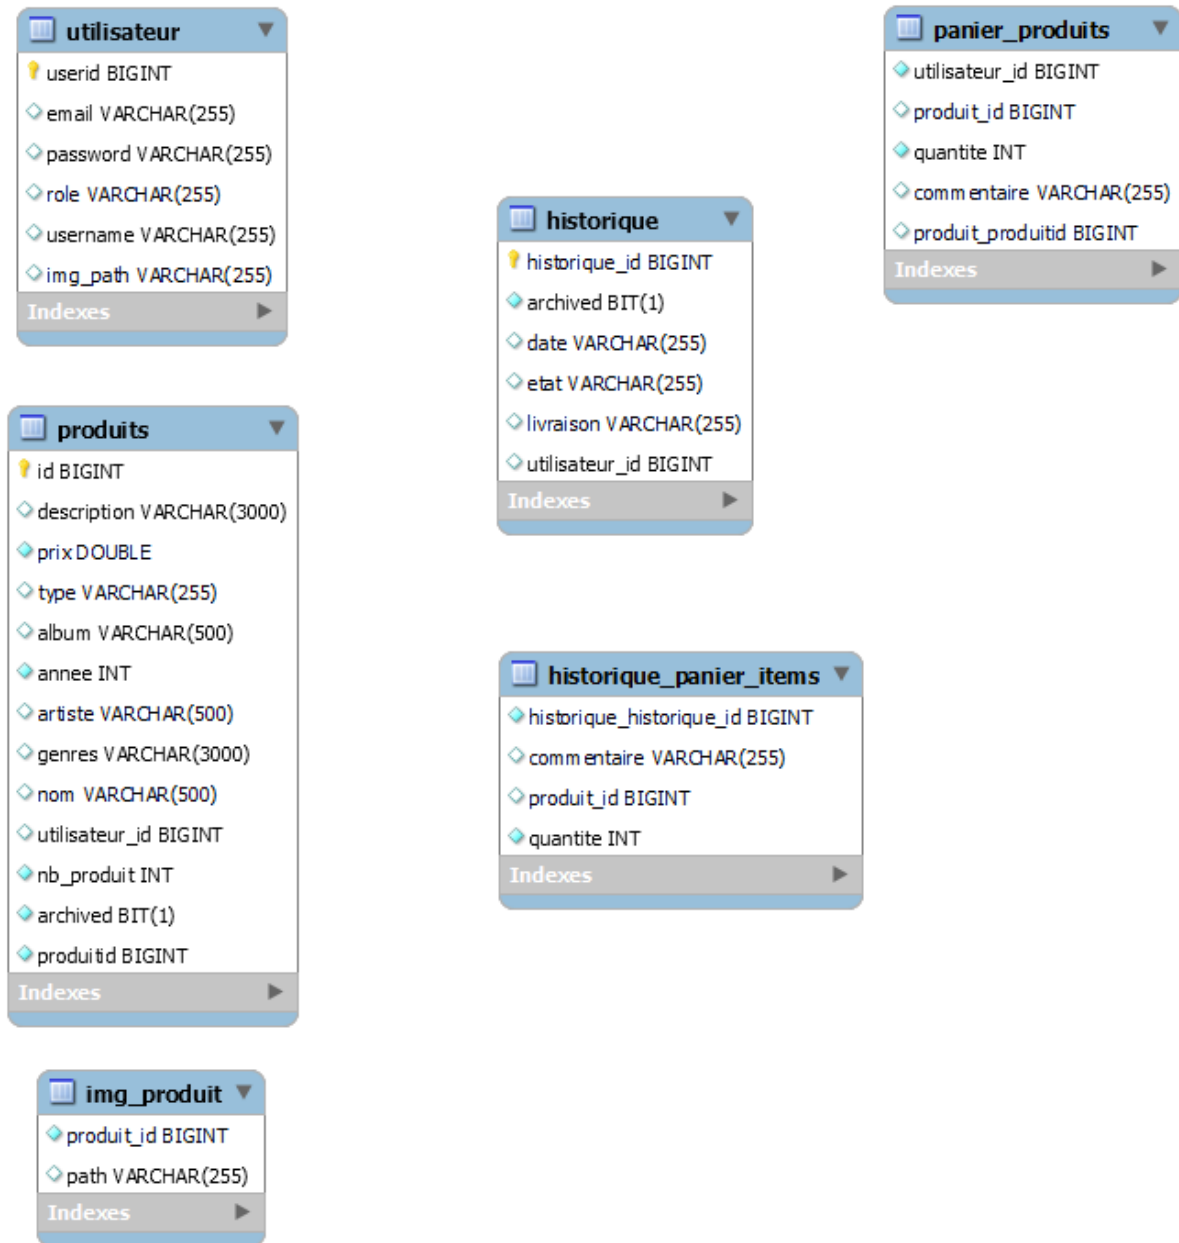 utilisateur
userid BIGINT
email VARCHAR(255)
password VARCHAR(255)
role VARCHAR(255)
username VARCHAR(255)
img_path VARCHAR(255)
Indexes
produits
id BIGINT
description VARCHAR(3000)
prix DOUBLE
type VARCHAR(255)
album VARCHAR(500)
annee INT
artiste VARCHAR(500)
genres VARCHAR(3000)
nom VARCHAR(500)
utilisateur_id BIGINT
nb_produit INT
archived BIT(1)
produitid BIGINT
Indexes
img_produit
produit_id BIGINT
path VARCHAR(255)
Indexes
historique
historique_id BIGINT
archived BIT(1)
date VARCHAR(255)
etat VARCHAR(255)
livraison VARCHAR(255)
utilisateur_id BIGINT
Indexes
historique_panier_items
historique_historique_id BIGINT
commentaire VARCHAR(255)
produit_id BIGINT
quantite INT
Indexes
panier_produits
utilisateur_id BIGINT
produit_id BIGINT
quantite INT
commentaire VARCHAR(255)
produit_produitid BIGINT
Indexes